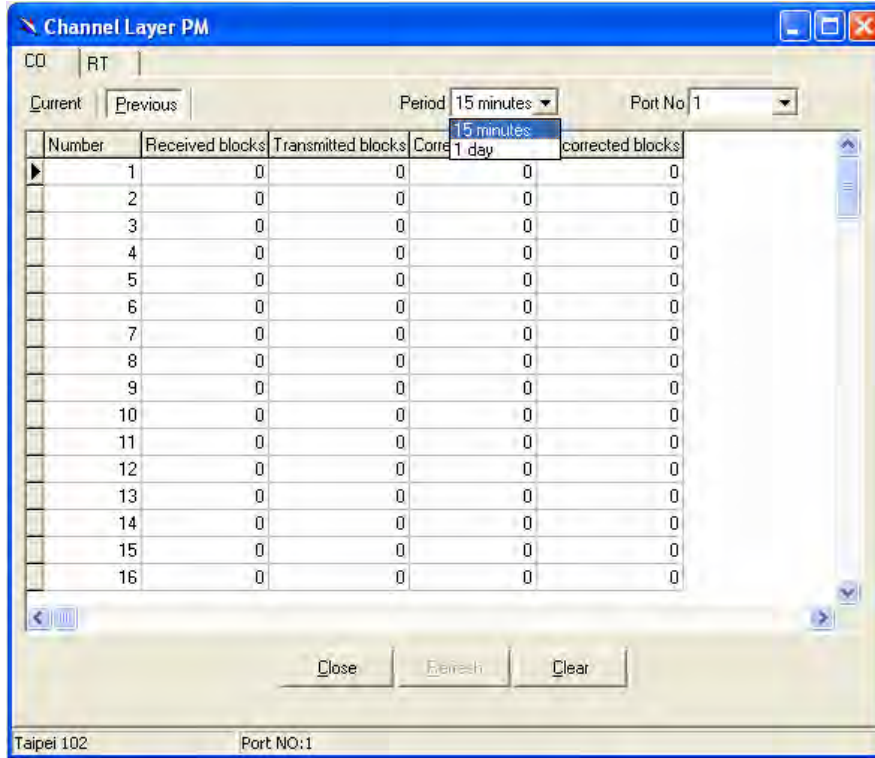 Channel Layer PM
CO RT
Current Previous Period 15 minutes Port No 1
15 minutes
1 day
Number Received blocks Transmitted blocks Corre corrected blocks
1 0 0 0 0
2 0 0 0 0
3 0 0 0 0
4 0 0 0 0
5 0 0 0 0
6 0 0 0 0
7 0 0 0 0
8 0 0 0 0
9 0 0 0 0
10 0 0 0 0
11 0 0 0 0
12 0 0 0 0
13 0 0 0 0
14 0 0 0 0
15 0 0 0 0
16 0 0 0 0
Close Refresh Clear
Taipei 102 Port NO:1